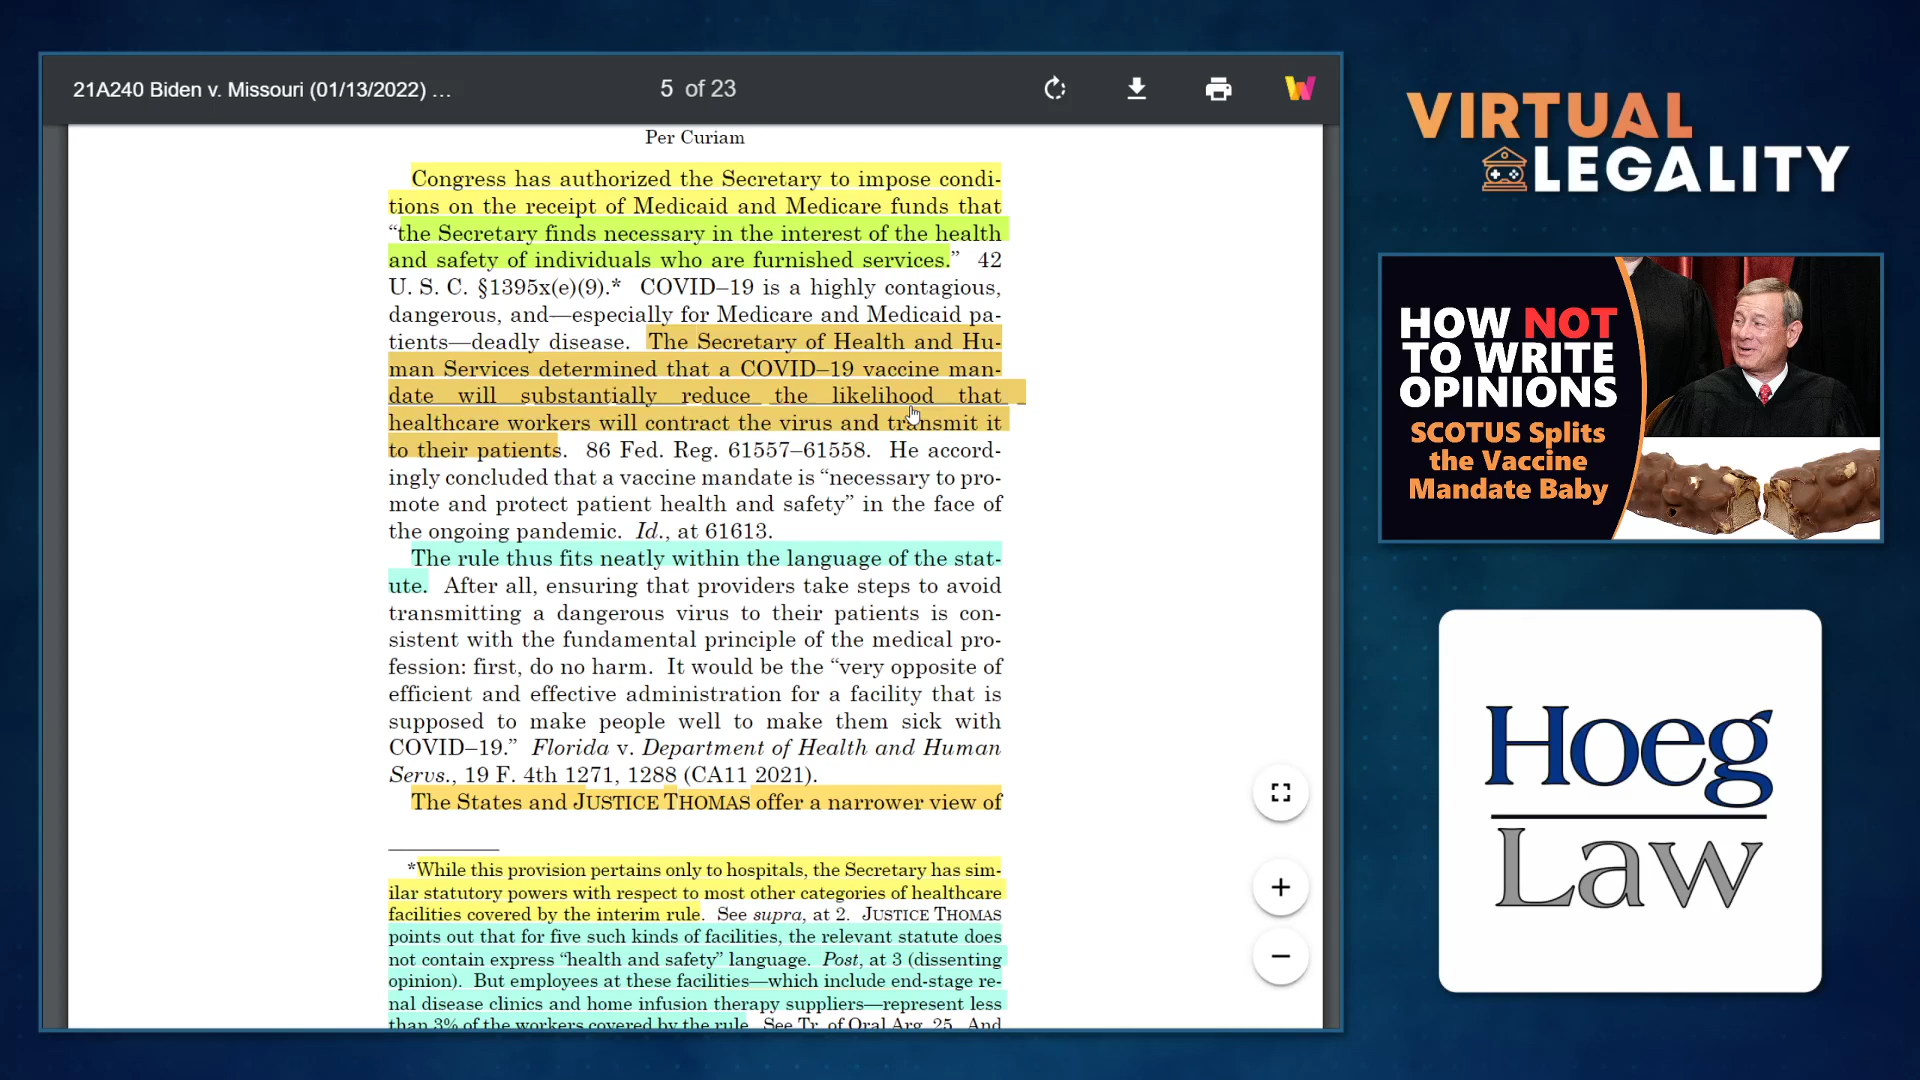 21A240 Biden v. Missouri (01/13/2022) ...
5 of 23
Per Curiam
Congress has authorized the Secretary to impose condi-
tions on the receipt of Medicaid and Medicare funds that
“the Secretary finds necessary in the interest of the health
and safety of individuals who are furnished services.” 42
U. S. C. §1395x(e)(9).* COVID–19 is a highly contagious,
dangerous, and—especially for Medicare and Medicaid pa-
tients—deadly disease. The Secretary of Health and Hu-
man Services determined that a COVID–19 vaccine man-
date will substantially reduce the likelihood that
healthcare workers will contract the virus and transmit it
to their patients. 86 Fed. Reg. 61557–61558. He accord-
ingly concluded that a vaccine mandate is “necessary to pro-
mote and protect patient health and safety” in the face of
the ongoing pandemic. Id., at 61613.
The rule thus fits neatly within the language of the stat-
ute. After all, ensuring that providers take steps to avoid
transmitting a dangerous virus to their patients is con-
sistent with the fundamental principle of the medical pro-
fession: first, do no harm. It would be the “very opposite of
efficient and effective administration for a facility that is
supposed to make people well to make them sick with
COVID–19.” Florida v. Department of Health and Human
Servs., 19 F. 4th 1271, 1288 (CA11 2021).
The States and JUSTICE THOMAS offer a narrower view of
*While this provision pertains only to hospitals, the Secretary has sim-
ilar statutory powers with respect to most other categories of healthcare
facilities covered by the interim rule. See supra, at 2. JUSTICE THOMAS
points out that for five such kinds of facilities, the relevant statute does
not contain express “health and safety” language. Post, at 3 (dissenting
opinion). But employees at these facilities—which include end-stage re-
nal disease clinics and home infusion therapy suppliers—represent less
than 3% of the workers covered by the rule. See Tr. of Oral Arg. 25. And
VIRTUAL
LEGALITY
HOW NOT
TO WRITE
OPINIONS
SCOTUS Splits
the Vaccine
Mandate Baby
Hoeg
Law